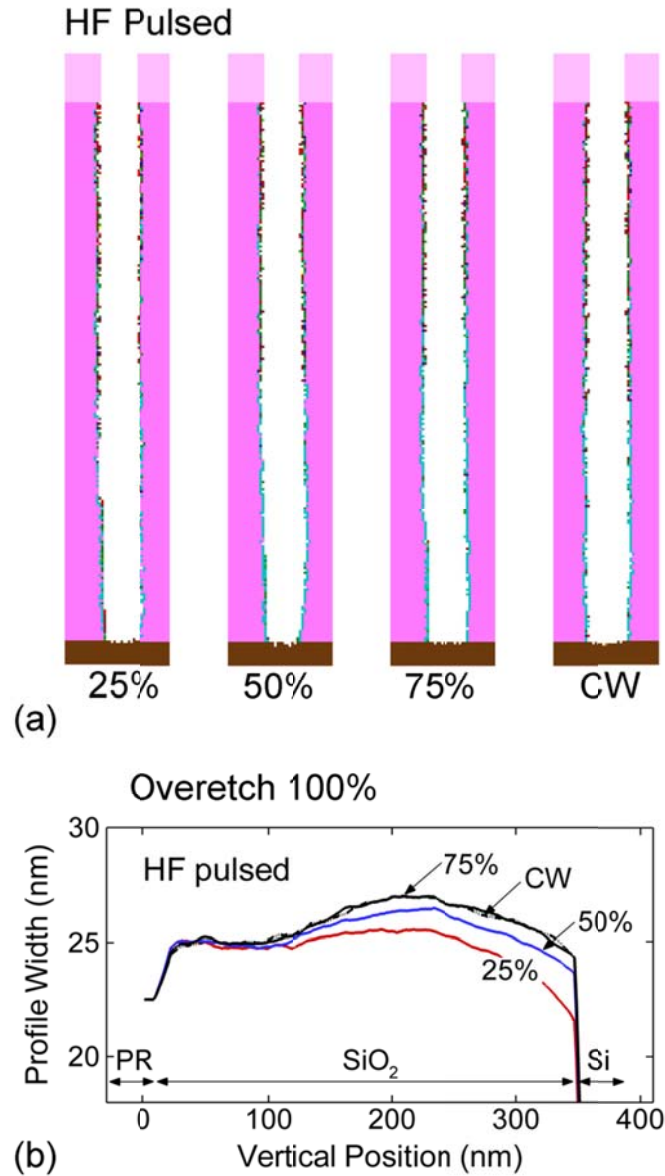 HF Pulsed
25% 50% 75% CW
(a)
Overetch 100%
30
25
20
Profile Width (nm)
HF pulsed
75%
CW
50%
25%
PR SiO₂ Si
0 100 200 300 400
Vertical Position (nm)
(b)